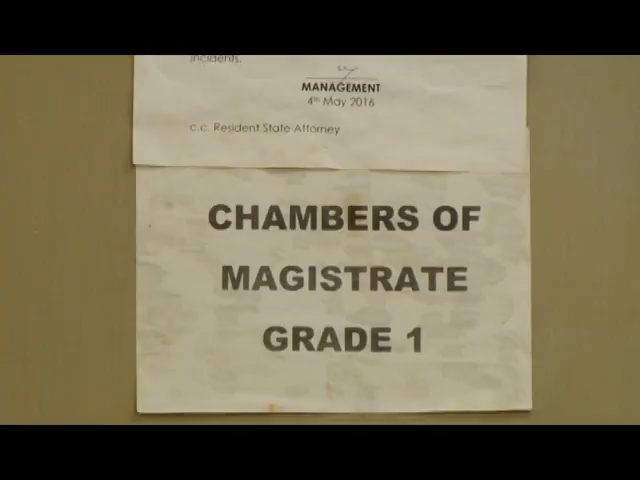 incidents.
MANAGEMENT
4th May 2016
c.c. Resident State Attorney
CHAMBERS OF
MAGISTRATE
GRADE 1